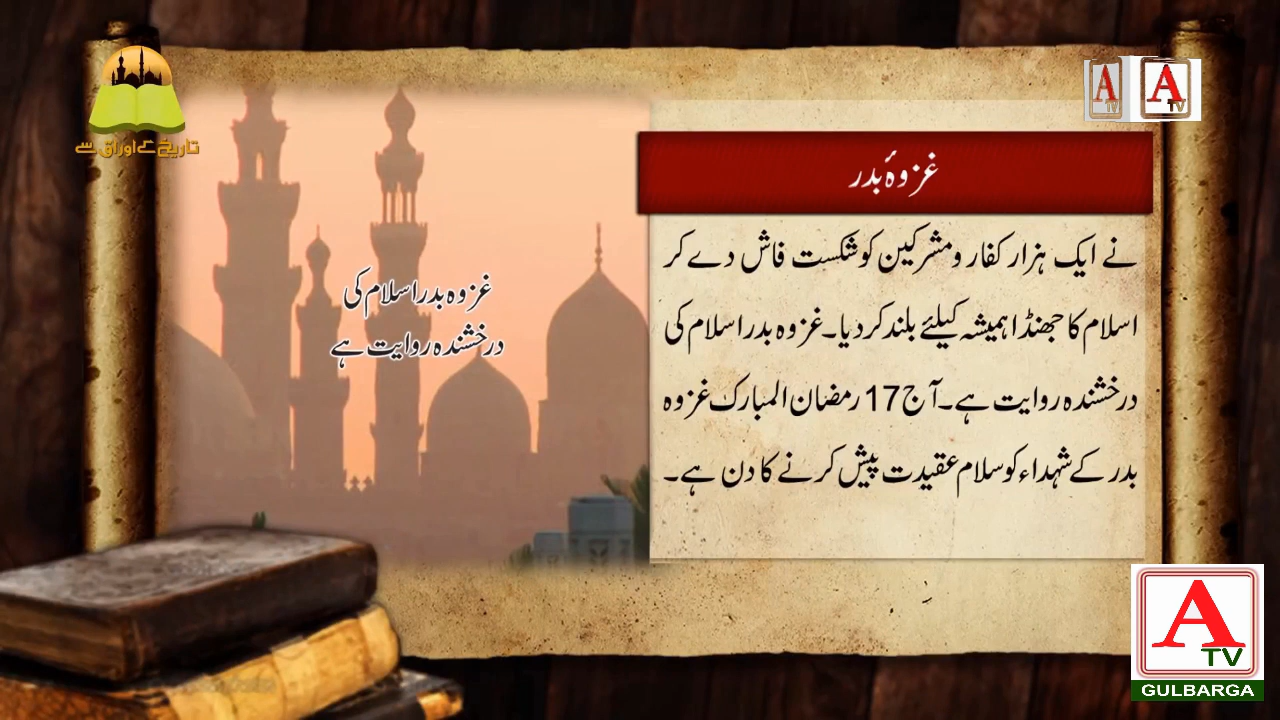 تاریخ کے اوراق سے
A TV
A TV
غزوۂ بدر
نے ایک ہزار کفار و مشرکین کو شکست فاش دے کر
اسلام کا جھنڈا ہمیشہ کیلئے بلند کر دیا۔ غزوہ بدر اسلام کی
درخشندہ روایت ہے۔ آج 17 رمضان المبارک غزوہ
بدر کے شہداء کو سلام عقیدت پیش کرنے کا دن ہے۔
غزوہ بدر اسلام کی
درخشندہ روایت ہے
A TV
GULBARGA